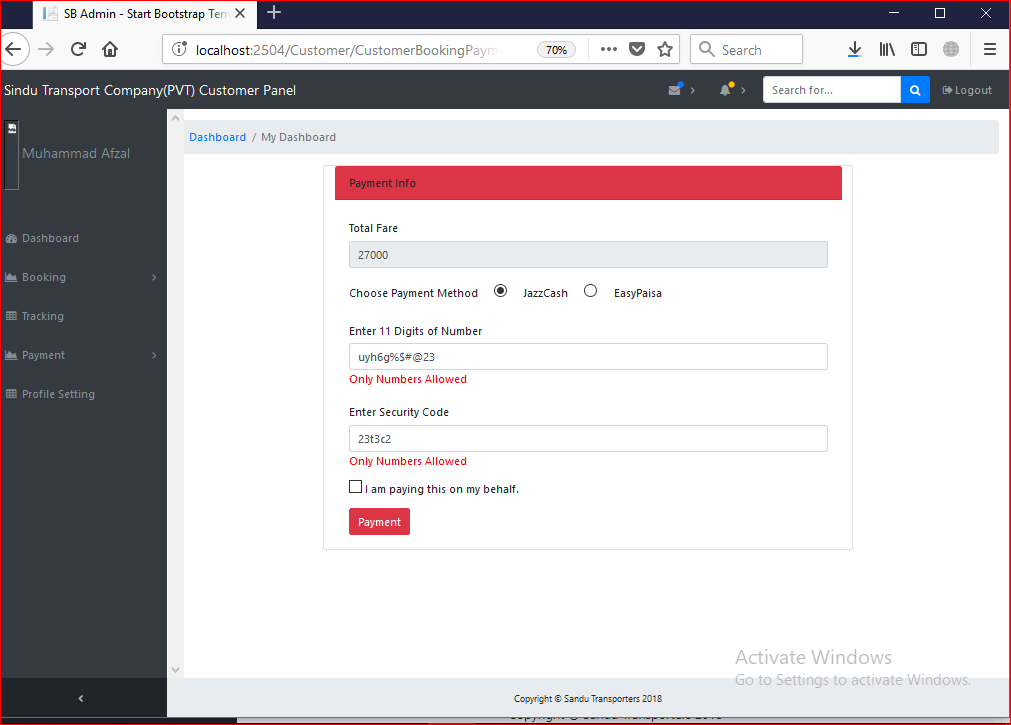 SB Admin - Start Bootstrap Tem
localhost:2504/Customer/CustomerBookingPaym
70%
Search
Sindu Transport Company(PVT) Customer Panel
Search for...
Logout
Muhammad Afzal
Dashboard / My Dashboard
Payment Info
Total Fare
27000
Dashboard
Booking
Choose Payment Method
JazzCash
EasyPaisa
Tracking
Enter 11 Digits of Number
Payment
uyh6g%$#@23
Only Numbers Allowed
Profile Setting
Enter Security Code
23t3c2
Only Numbers Allowed
I am paying this on my behalf.
Payment
Activate Windows
Go to Settings to activate Windows.
Copyright © Sandu Transporters 2018